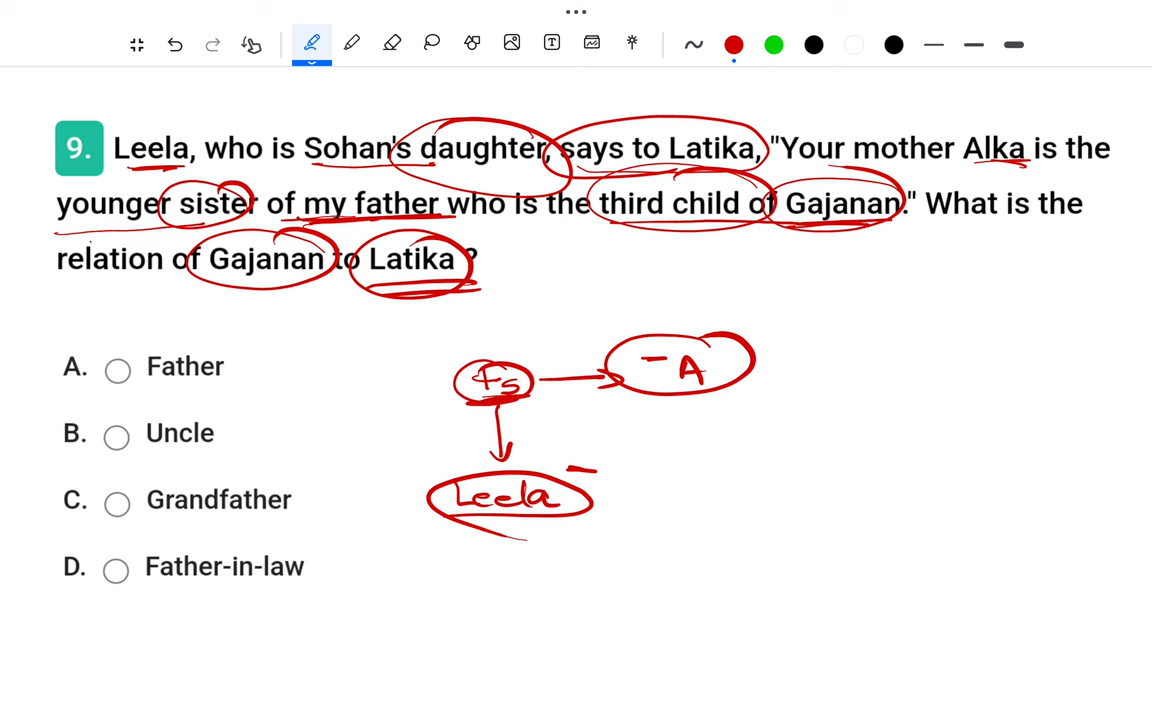 9. Leela, who is Sohan's daughter, says to Latika, "Your mother Alka is the
younger sister of my father who is the third child of Gajanan." What is the
relation of Gajanan to Latika ?
A. Father
B. Uncle
C. Grandfather
D. Father-in-law
A
Leela